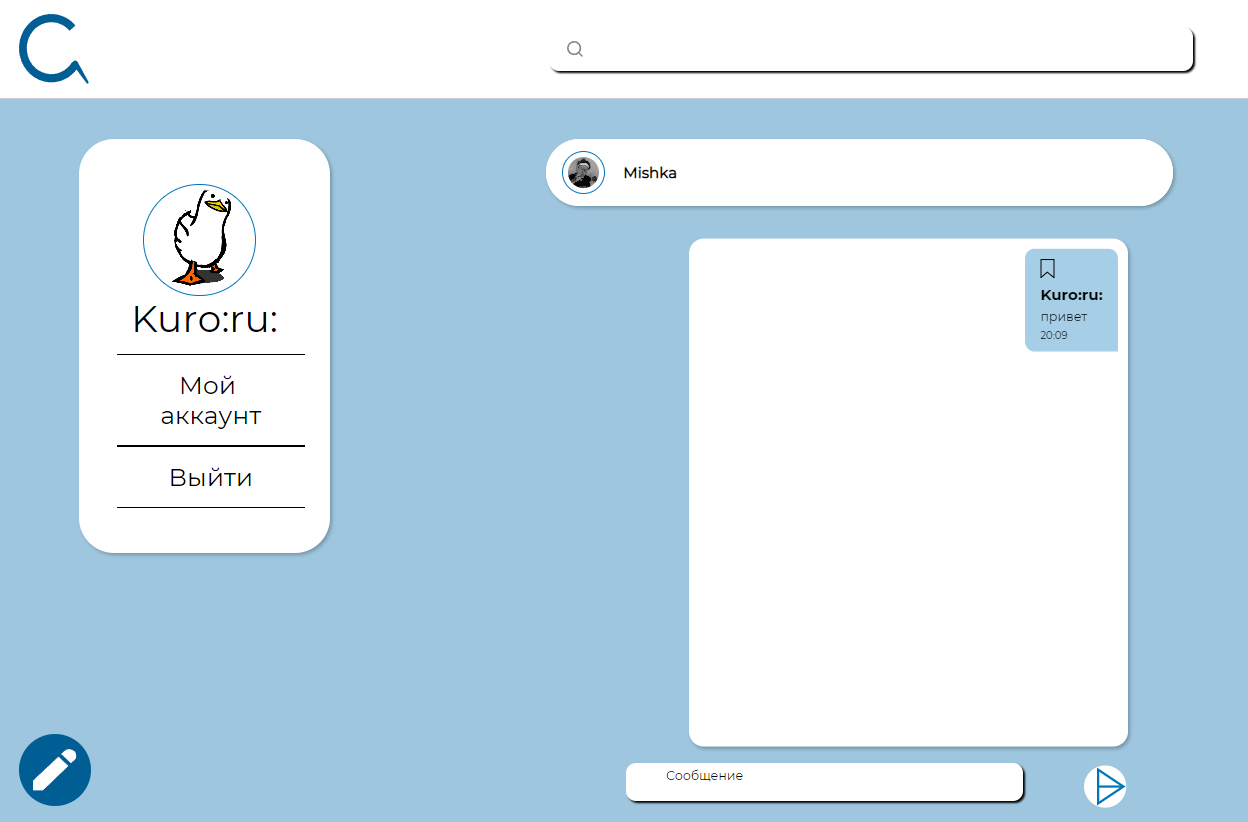 Mishka
Kuro:ru:
Мой
аккаунт
Выйти
Kuro:ru:
привет
20:09
Сообщение